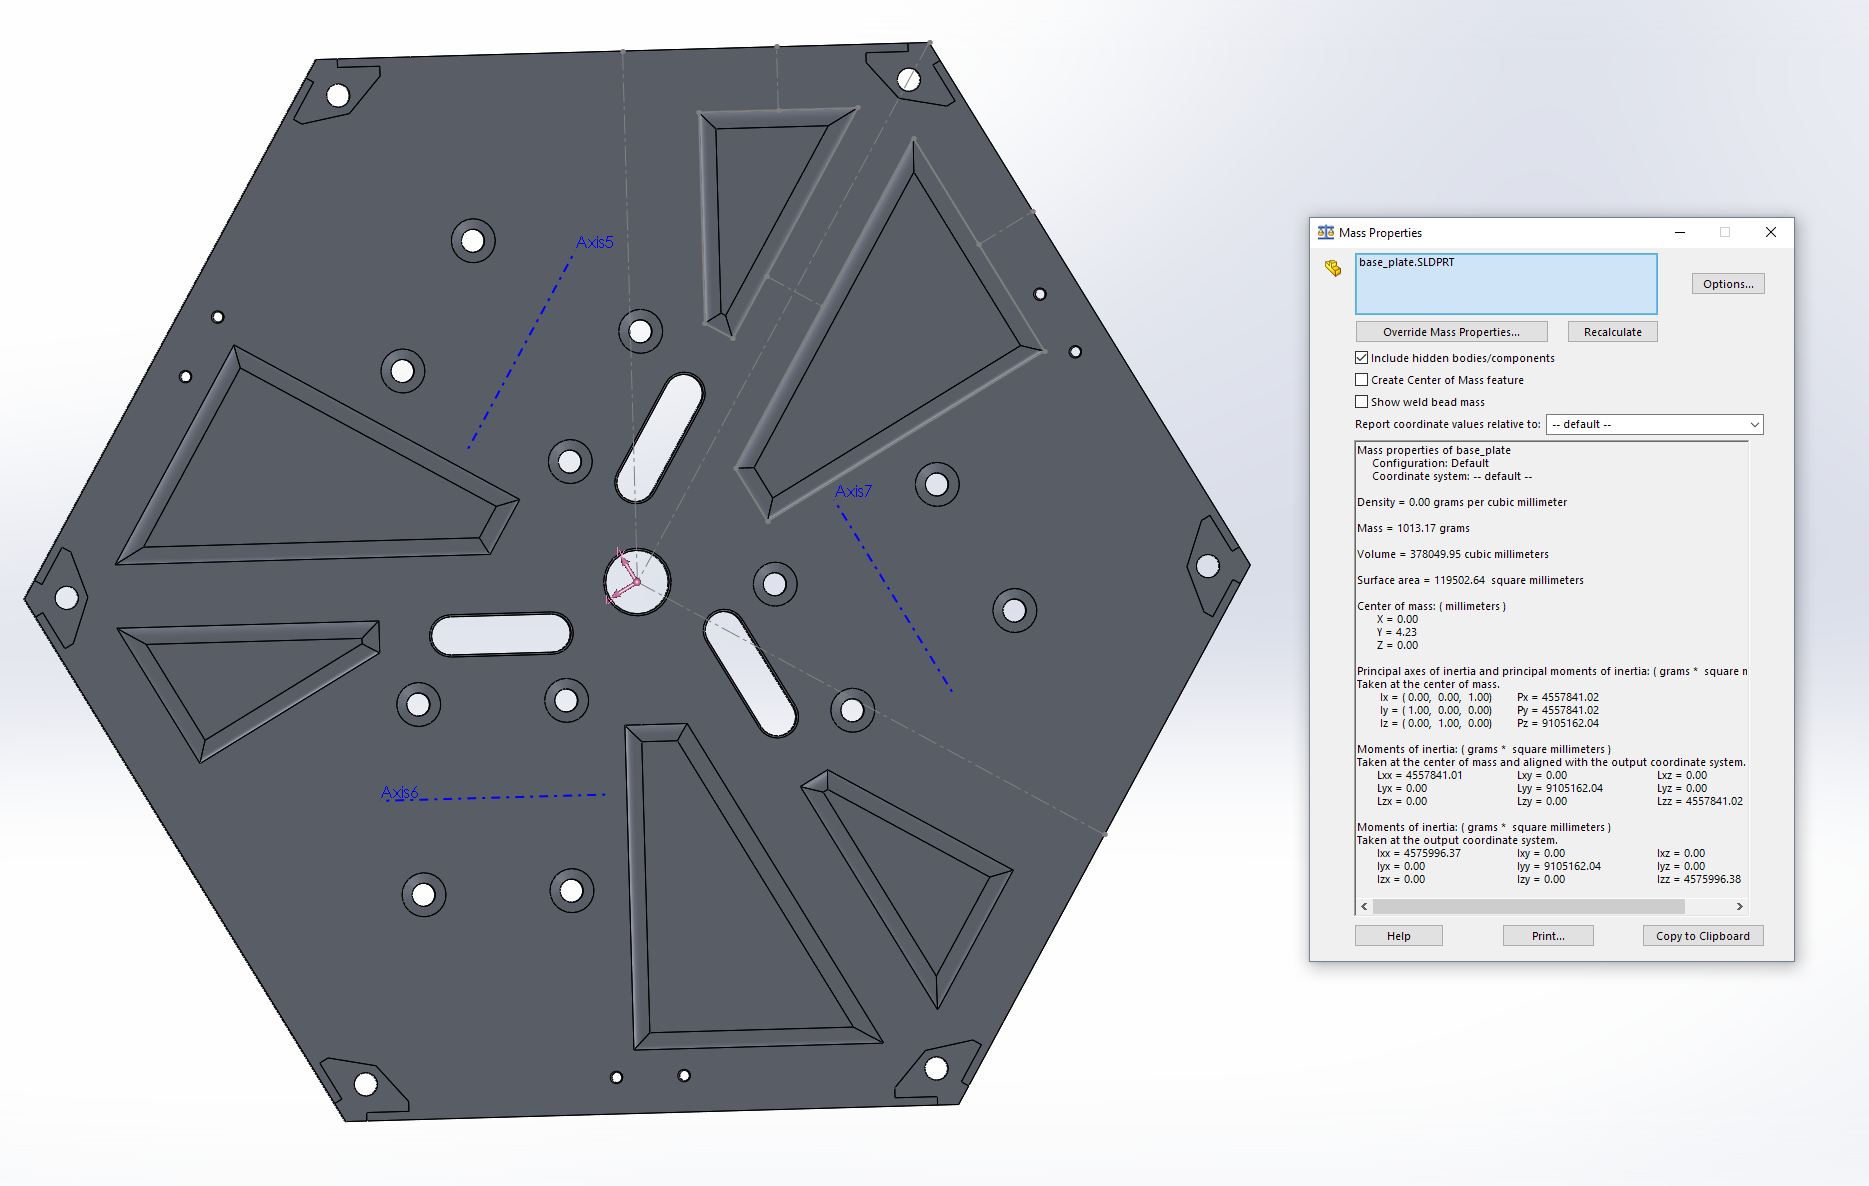 Axis5
Axis7
Axis6
Mass Properties
base_plate.SLDPRT
Options...
Override Mass Properties...
Recalculate
Include hidden bodies/components
Create Center of Mass feature
Show weld bead mass
Report coordinate values relative to: -- default --
Mass properties of base_plate
Configuration: Default
Coordinate system: -- default --
Density = 0.00 grams per cubic millimeter
Mass = 1013.17 grams
Volume = 378049.95 cubic millimeters
Surface area = 119502.64 square millimeters
Center of mass: ( millimeters )
X = 0.00
Y = 4.23
Z = 0.00
Principal axes of inertia and principal moments of inertia: ( grams * square m
Taken at the center of mass.
Ix = ( 0.00, 0.00, 1.00) Px = 4557841.02
Iy = ( 1.00, 0.00, 0.00) Py = 4557841.02
Iz = ( 0.00, 1.00, 0.00) Pz = 9105162.04
Moments of inertia: ( grams * square millimeters )
Taken at the center of mass and aligned with the output coordinate system.
Lxx = 4557841.01 Lxy = 0.00 Lxz = 0.00
Lyx = 0.00 Lyy = 9105162.04 Lyz = 0.00
Lzx = 0.00 Lzy = 0.00 Lzz = 4557841.02
Moments of inertia: ( grams * square millimeters )
Taken at the output coordinate system.
Ixx = 4575996.37 Ixy = 0.00 Ixz = 0.00
Iyx = 0.00 Iyy = 9105162.04 Iyz = 0.00
Izx = 0.00 Izy = 0.00 Izz = 4575996.38
Help
Print...
Copy to Clipboard